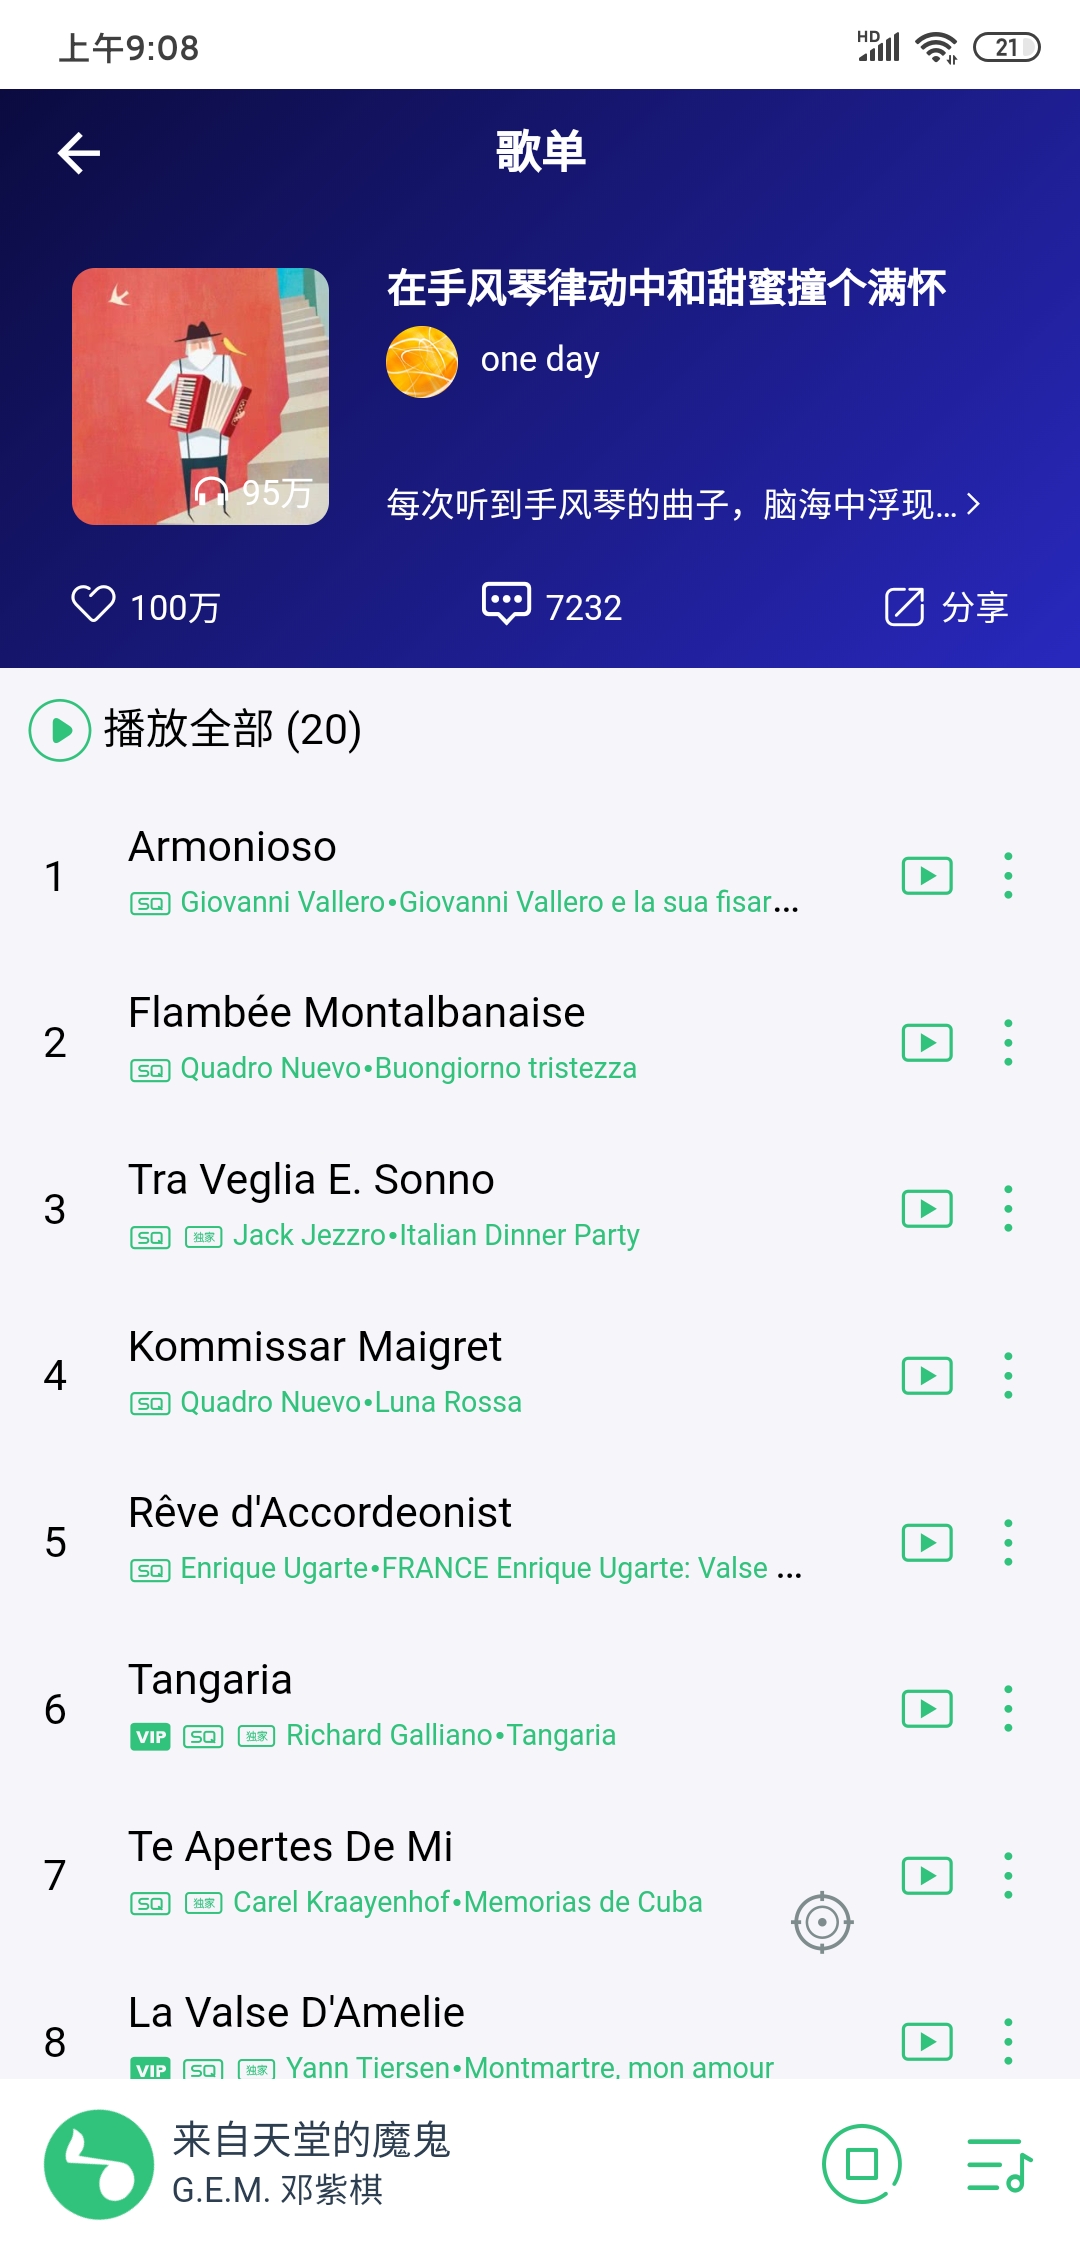 上午9:08
HD
21
歌单
在手风琴律动中和甜蜜撞个满怀
one day
95万
每次听到手风琴的曲子，脑海中浮现...
100万
7232
分享
播放全部 (20)
1
Armonioso
SQ Giovanni Vallero•Giovanni Vallero e la sua fisar...
2
Flambée Montalbanaise
SQ Quadro Nuevo•Buongiorno tristezza
3
Tra Veglia E. Sonno
SQ 独家 Jack Jezzro•Italian Dinner Party
4
Kommissar Maigret
SQ Quadro Nuevo•Luna Rossa
5
Rêve d'Accordeonist
SQ Enrique Ugarte•FRANCE Enrique Ugarte: Valse ...
6
Tangaria
VIP SQ 独家 Richard Galliano•Tangaria
7
Te Apertes De Mi
SQ 独家 Carel Kraayenhof•Memorias de Cuba
8
La Valse D'Amelie
VIP SQ 独家 Yann Tiersen•Montmartre, mon amour
来自天堂的魔鬼
G.E.M. 邓紫棋